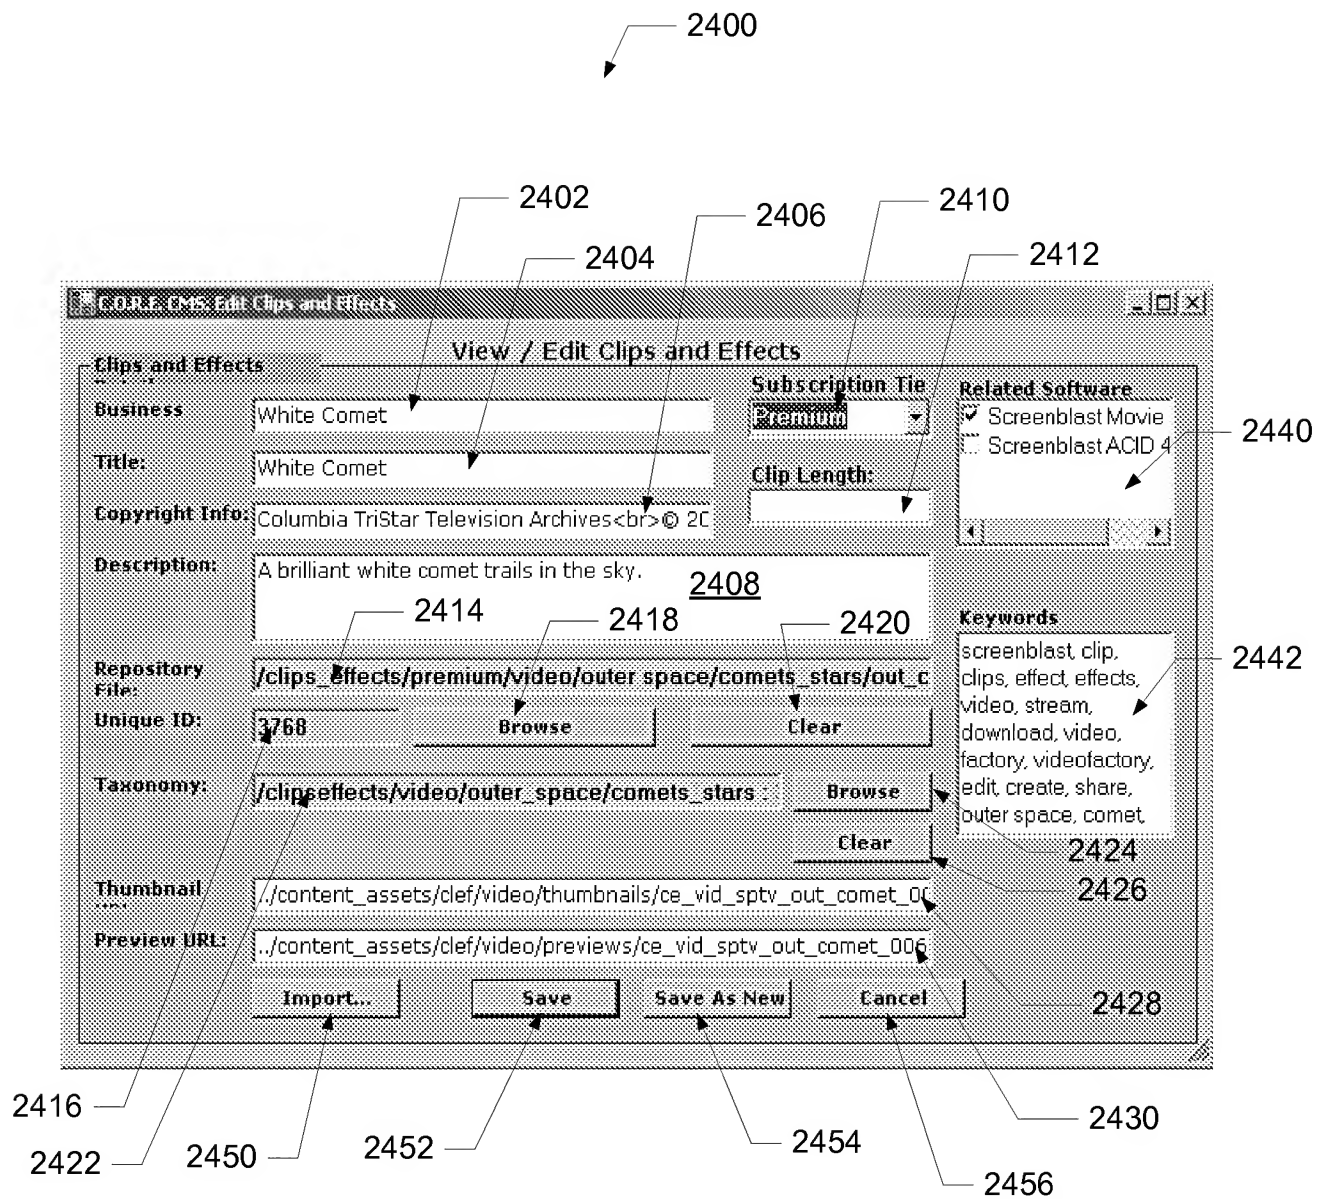 2400
2402
2404
2406
2410
2412
C.O.R.E. CMS: Edit Clips and Effects
View / Edit Clips and Effects
Clips and Effects
Business
White Comet
Subscription Tie
Premium
Related Software
Screenblast Movie
Screenblast ACID 4
2440
Title:
White Comet
Clip Length:
Copyright Info:
Columbia TriStar Television Archives<br>© 20
Description:
A brilliant white comet trails in the sky.
2408
2414
2418
2420
Keywords
screenblast, clip,
clips, effect, effects,
video, stream,
download, video,
factory, videofactory,
edit, create, share,
outer space, comet,
2442
Repository
File:
/clips_effects/premium/video/outer space/comets_stars/out_c
Unique ID:
3768
Browse
Clear
Taxonomy:
/clipseffects/video/outer_space/comets_stars :
Browse
Clear
2424
2426
Thumbnail
../content_assets/clef/video/thumbnails/ce_vid_sptv_out_comet_00
Preview URL:
../content_assets/clef/video/previews/ce_vid_sptv_out_comet_006
Import...
Save
Save As New
Cancel
2428
2416
2422
2450
2452
2454
2430
2456